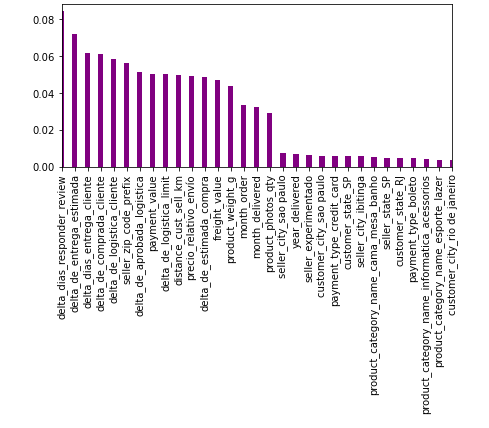 0.08
0.06
0.04
0.02
0.00
delta_dias_responder_review
delta_de_entrega_estimada
delta_dias_entrega_cliente
delta_de_comprada_cliente
delta_de_logistica_cliente
seller_zip_code_prefix
delta_de_aprobada_logistica
payment_value
delta_de_logistica_limit
distance_cust_sell_km
precio_relativo_envío
delta_de_estimada_compra
freight_value
product_weight_g
month_order
month_delivered
product_photos_qty
seller_city_sao paulo
year_delivered
seller_experimentado
customer_city_sao paulo
payment_type_credit_card
customer_state_SP
seller_city_ibitinga
product_category_name_cama_mesa_banho
seller_state_SP
customer_state_RJ
payment_type_boleto
product_category_name_informatica_acessorios
product_category_name_esporte_lazer
customer_city_rio de janeiro